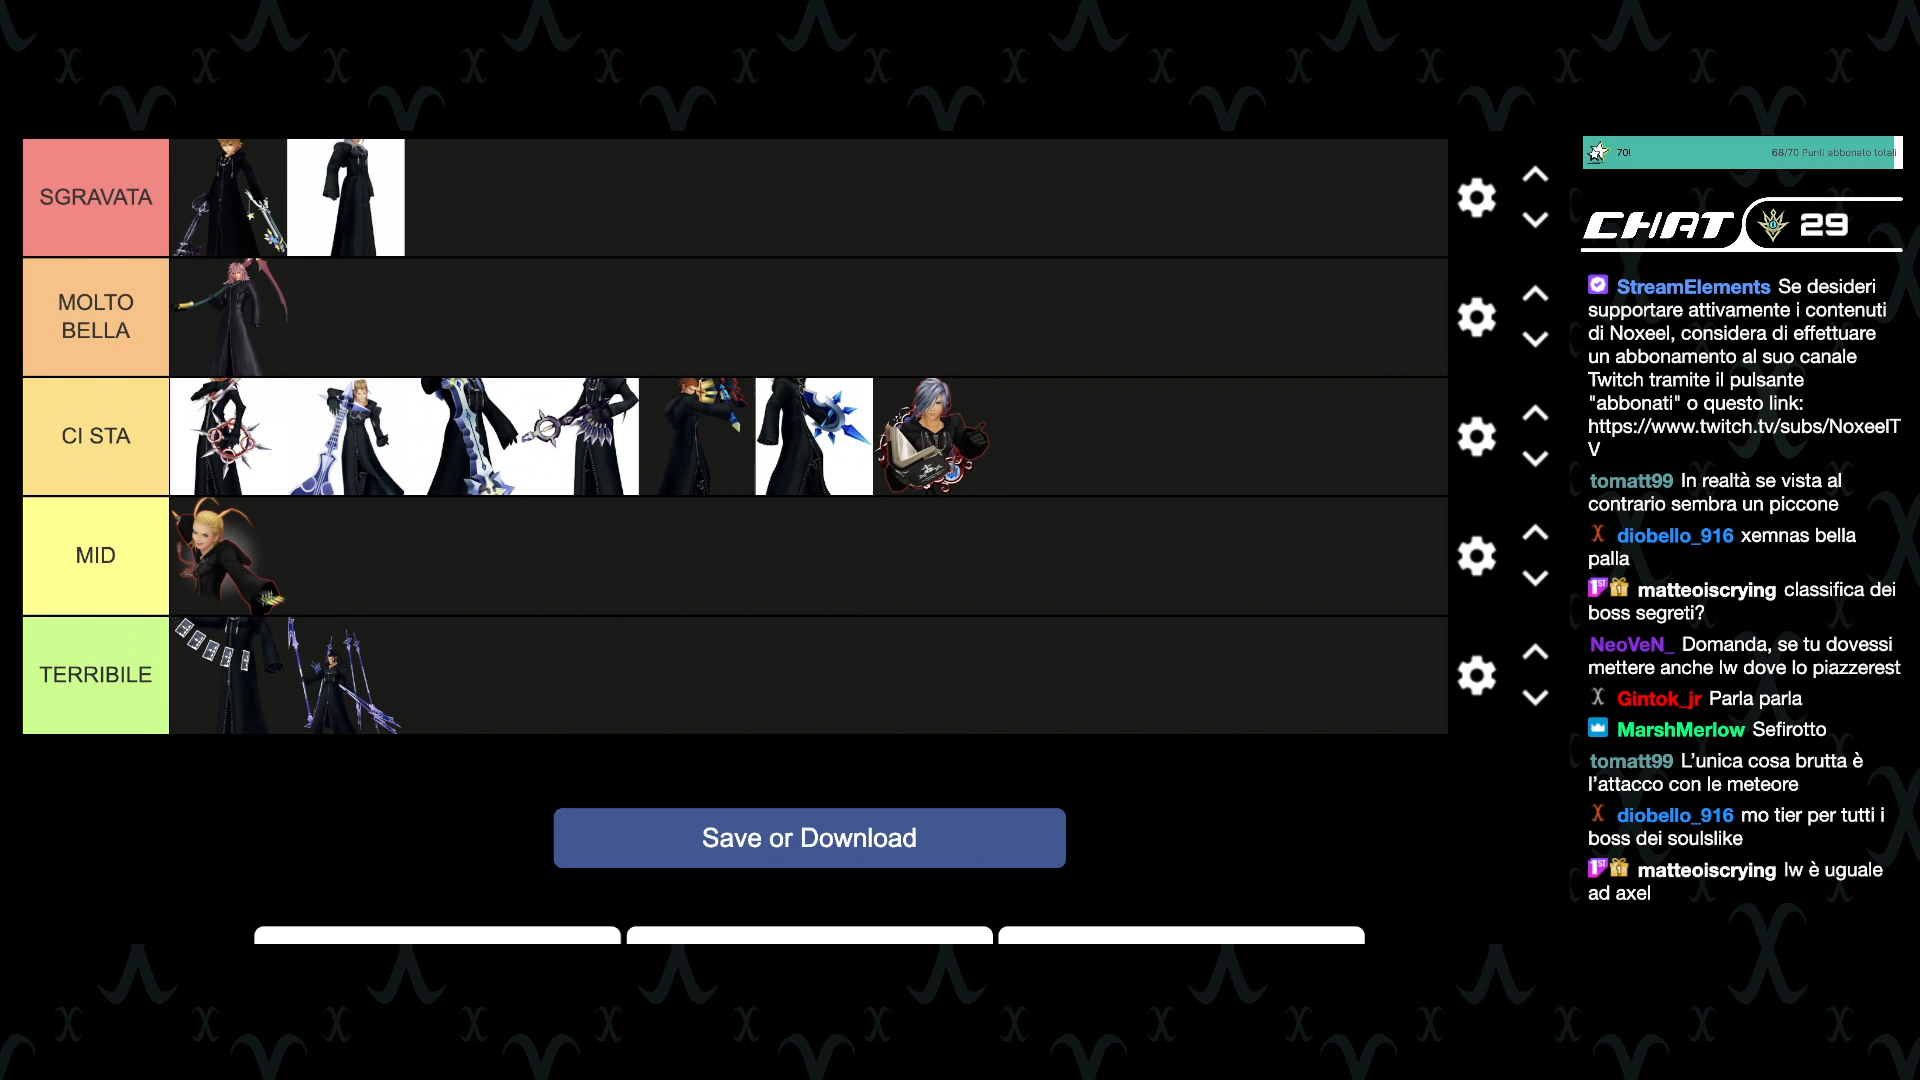 SGRAVATA
MOLTO
BELLA
CI STA
MID
TERRIBILE
Save or Download
70!
68/70 Punti abbonato totali
CHAT 29
StreamElements Se desideri
supportare attivamente i contenuti
di Noxeel, considera di effettuare
un abbonamento al suo canale
Twitch tramite il pulsante
"abbonati" o questo link:
https://www.twitch.tv/subs/NoxeelT
V
tomatt99 In realtà se vista al
contrario sembra un piccone
diobello_916 xemnas bella
palla
matteoiscrying classifica dei
boss segreti?
NeoVeN_ Domanda, se tu dovessi
mettere anche lw dove lo piazzerest
Gintok_jr Parla parla
MarshMerlow Sefirotto
tomatt99 L'unica cosa brutta è
l'attacco con le meteore
diobello_916 mo tier per tutti i
boss dei soulslike
matteoiscrying lw è uguale
ad axel